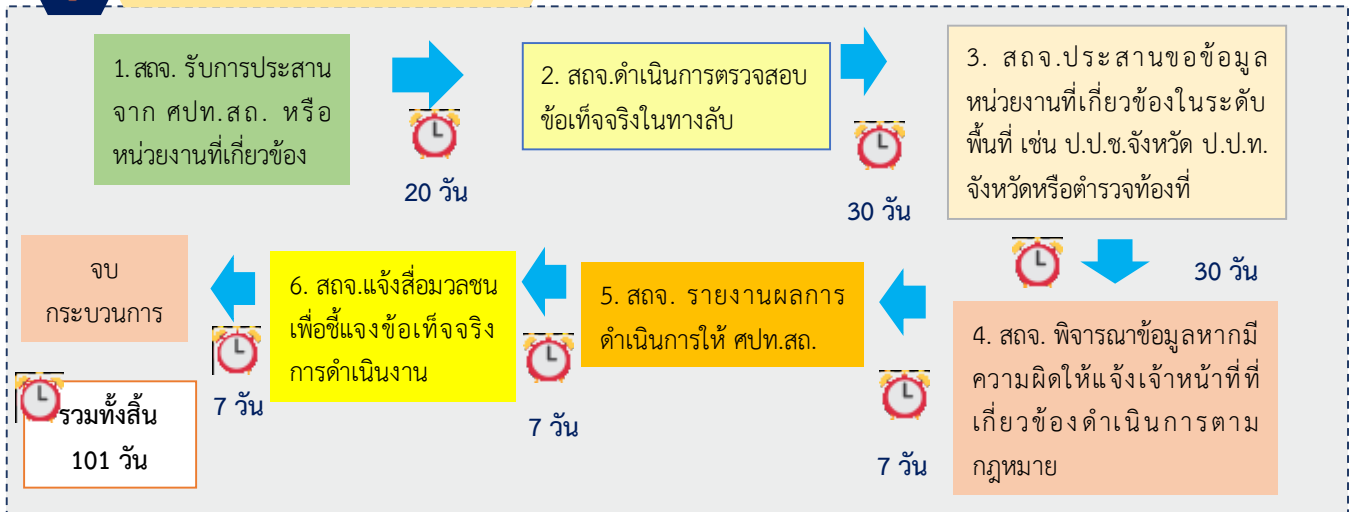 1. สถจ. รับการประสาน
จาก ศปท.สถ. หรือ
หน่วยงานที่เกี่ยวข้อง
20 วัน
2. สถจ.ดำเนินการตรวจสอบ
ข้อเท็จจริงในทางลับ
30 วัน
3. สถจ.ประสานขอข้อมูล
หน่วยงานที่เกี่ยวข้องในระดับ
พื้นที่ เช่น ป.ป.ช.จังหวัด ป.ป.ท.
จังหวัดหรือตำรวจท้องที่
30 วัน
4. สถจ. พิจารณาข้อมูลหากมี
ความผิดให้แจ้งเจ้าหน้าที่ที่
เกี่ยวข้องดำเนินการตาม
กฎหมาย
7 วัน
5. สถจ. รายงานผลการ
ดำเนินการให้ ศปท.สถ.
7 วัน
6. สถจ.แจ้งสื่อมวลชน
เพื่อชี้แจงข้อเท็จจริง
การดำเนินงาน
7 วัน
จบ
กระบวนการ
รวมทั้งสิ้น
101 วัน